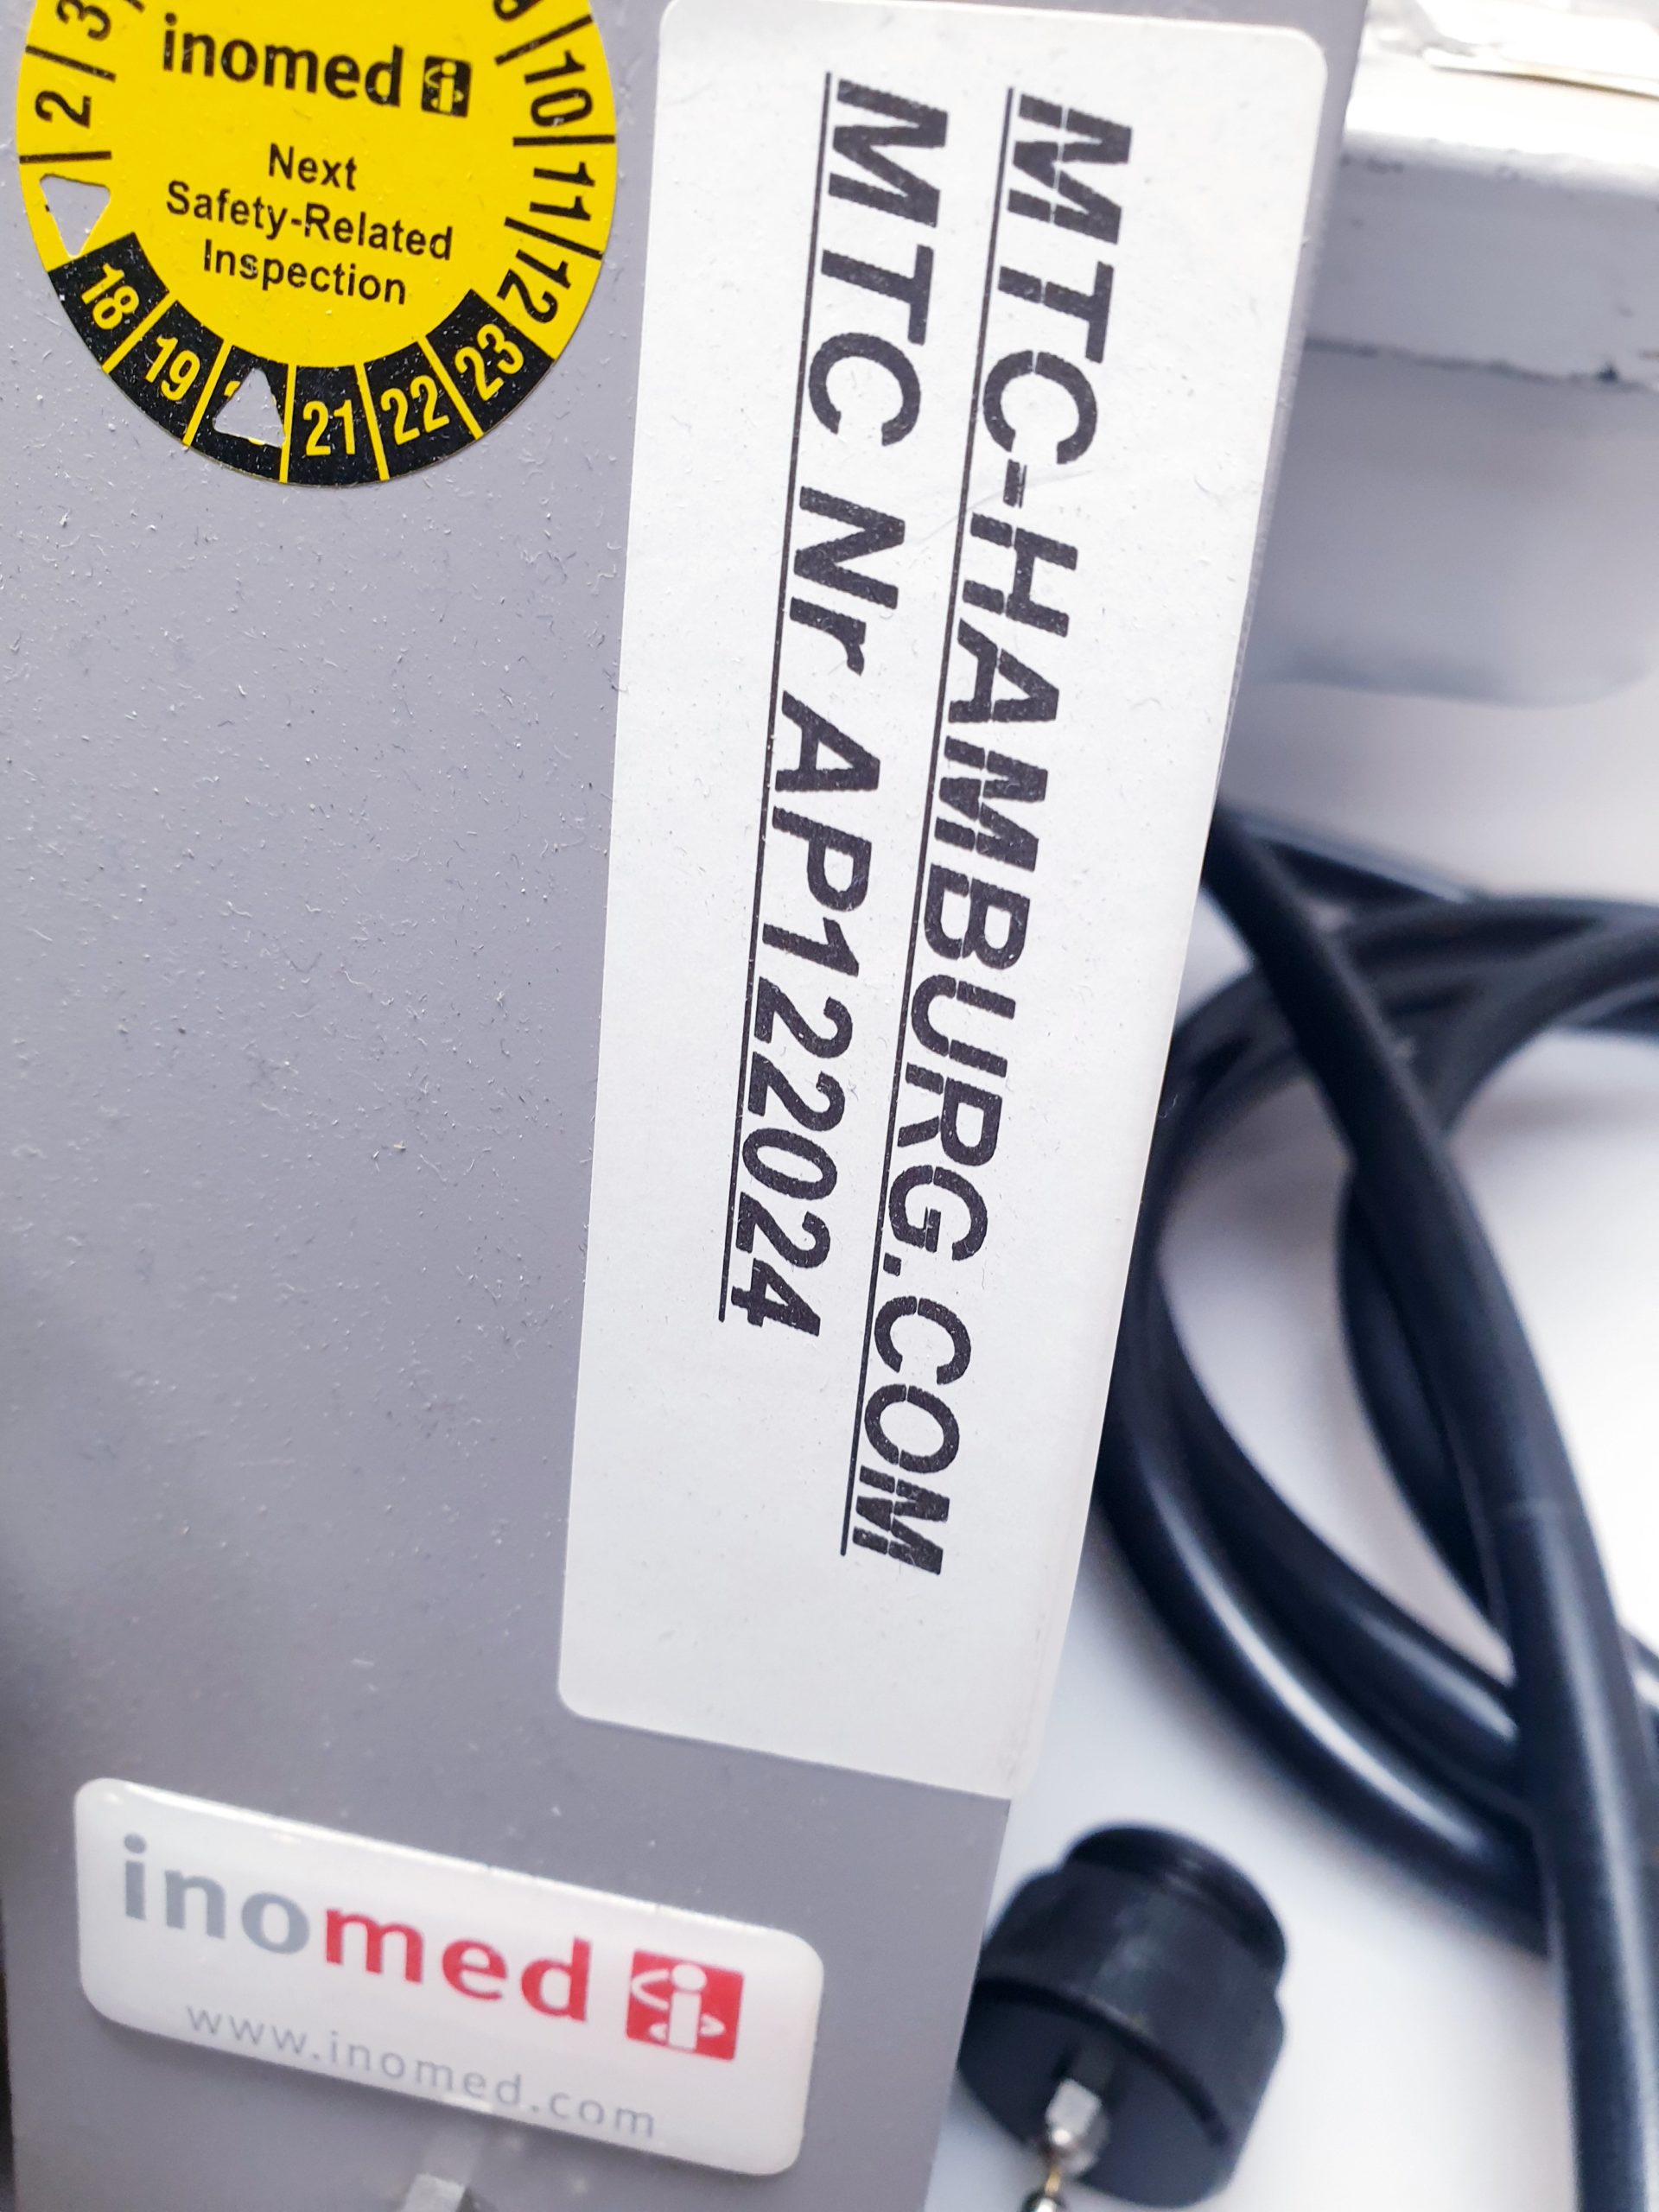 inomed
Next
Safety-Related
Inspection
2
3
10
11
12
18
19
21
22
23
MTC-HAMBURG.COM
MTC Nr AP122024
inomed
www.inomed.com